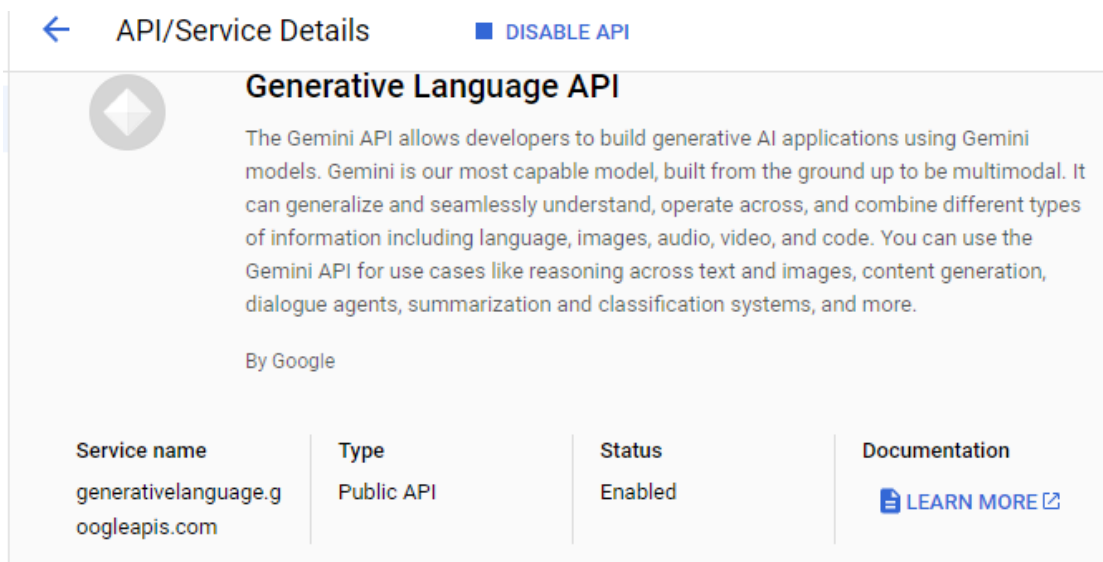 API/Service Details
DISABLE API
Generative Language API
The Gemini API allows developers to build generative AI applications using Gemini
models. Gemini is our most capable model, built from the ground up to be multimodal. It
can generalize and seamlessly understand, operate across, and combine different types
of information including language, images, audio, video, and code. You can use the
Gemini API for use cases like reasoning across text and images, content generation,
dialogue agents, summarization and classification systems, and more.
By Google
Service name
generativelanguage.g
oogleapis.com
Type
Public API
Status
Enabled
Documentation
LEARN MORE